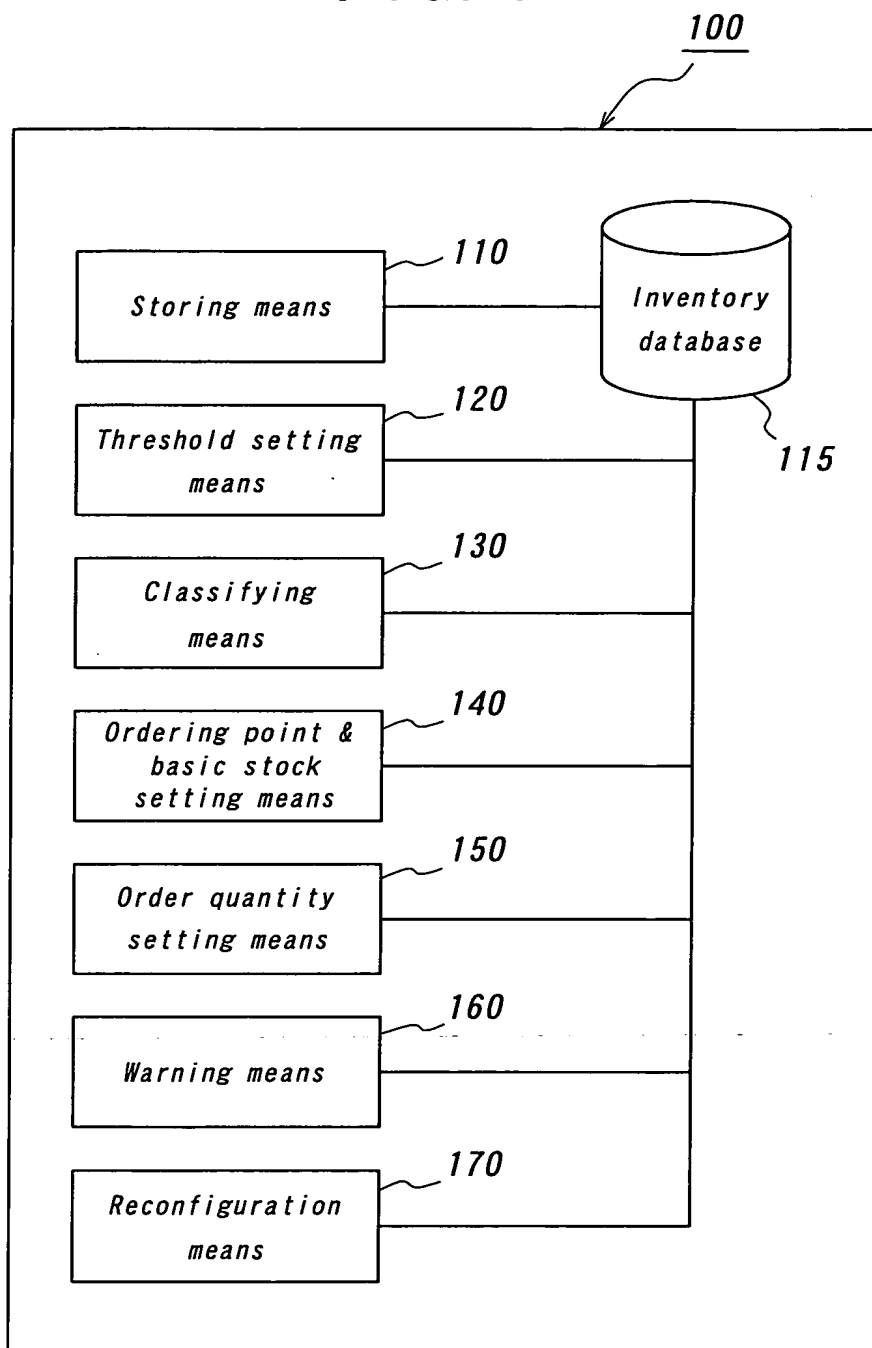 100
110
Storing means
Inventory
database
120
Threshold setting
means
115
130
Classifying
means
140
Ordering point &
basic stock
setting means
150
Order quantity
setting means
160
Warning means
170
Reconfiguration
means